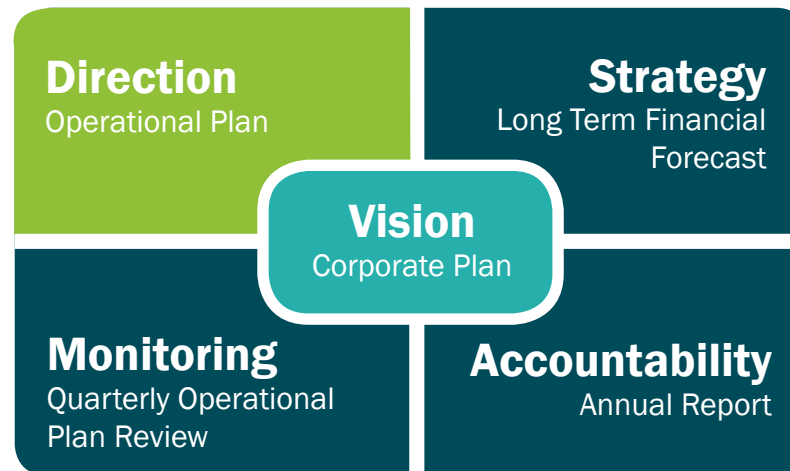 Direction
Operational Plan
Strategy
Long Term Financial
Forecast
Vision
Corporate Plan
Monitoring
Quarterly Operational
Plan Review
Accountability
Annual Report